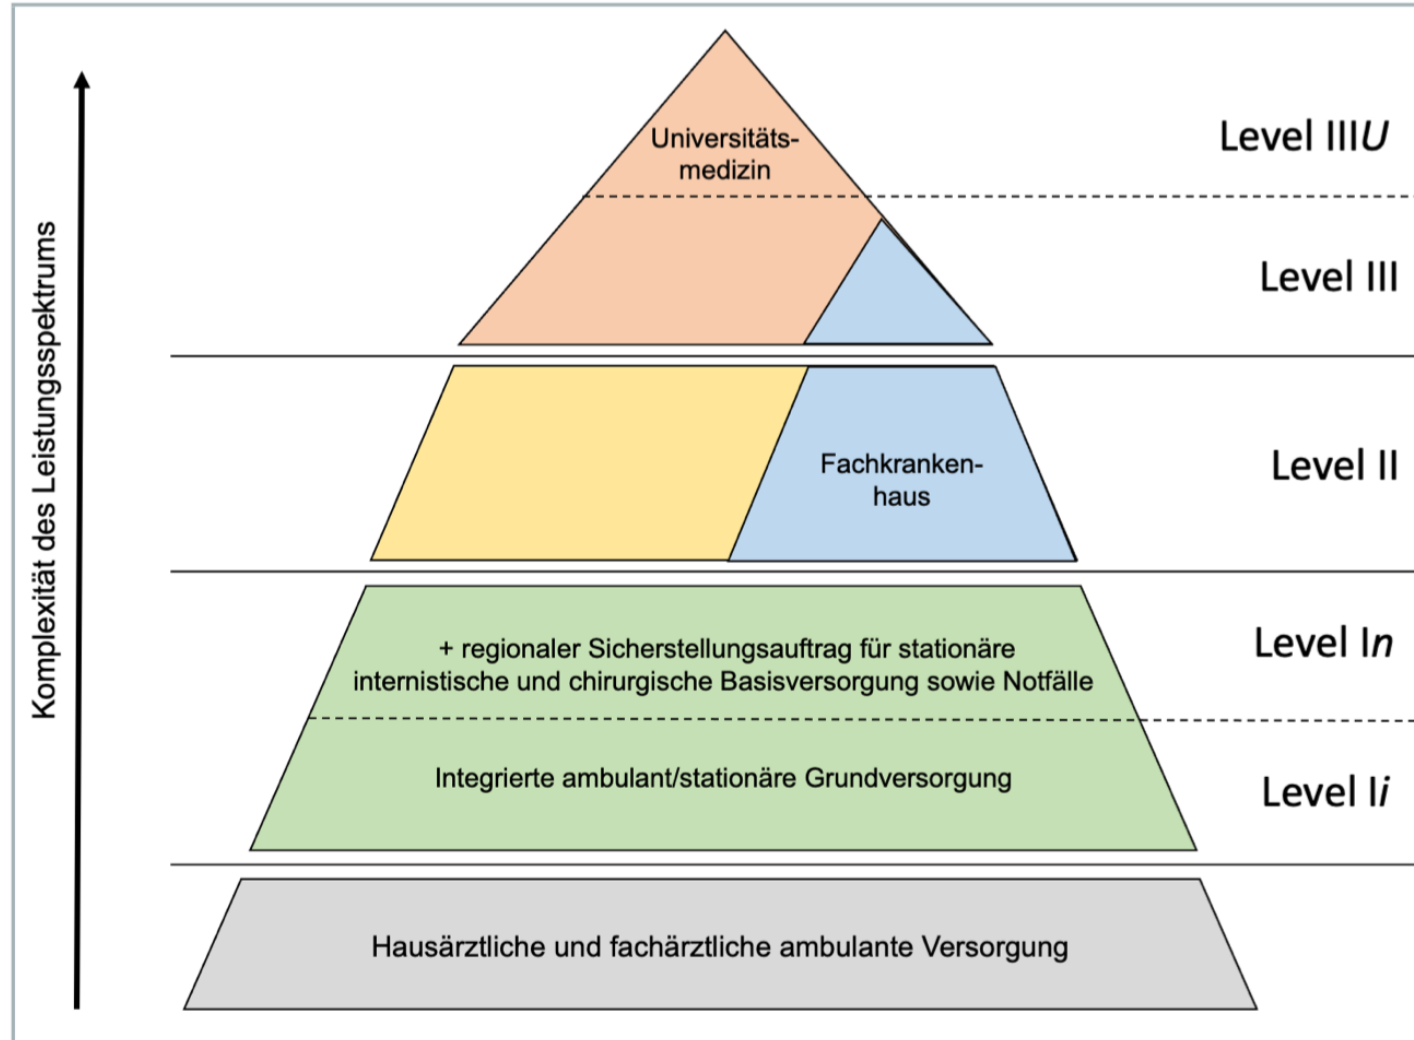 Komplexität des Leistungsspektrums
Universitäts-
medizin
Level IIIU
Level III
Fachkranken-
haus
Level II
+ regionaler Sicherstellungsauftrag für stationäre
internistische und chirurgische Basisversorgung sowie Notfälle
Level In
Integrierte ambulant/stationäre Grundversorgung
Level Ii
Hausärztliche und fachärztliche ambulante Versorgung